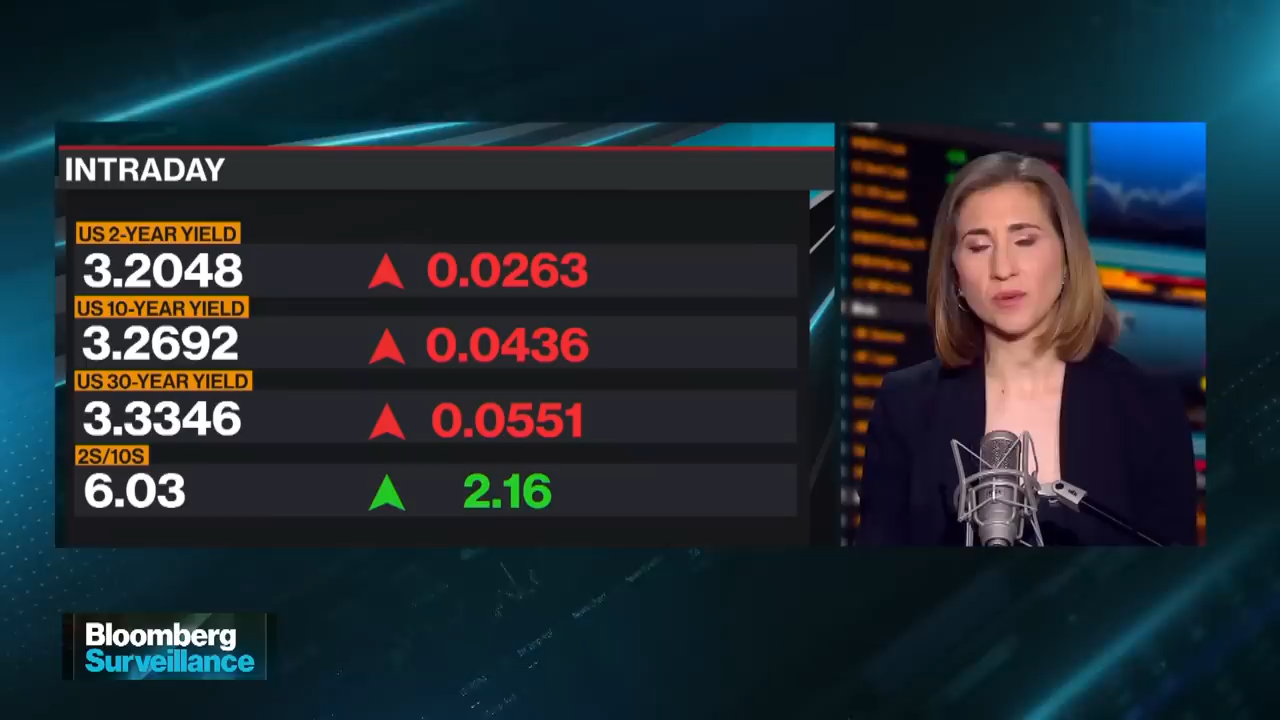 INTRADAY
US 2-YEAR YIELD
3.2048 0.0263
US 10-YEAR YIELD
3.2692 0.0436
US 30-YEAR YIELD
3.3346 0.0551
2S/10S
6.03 2.16
Bloomberg
Surveillance